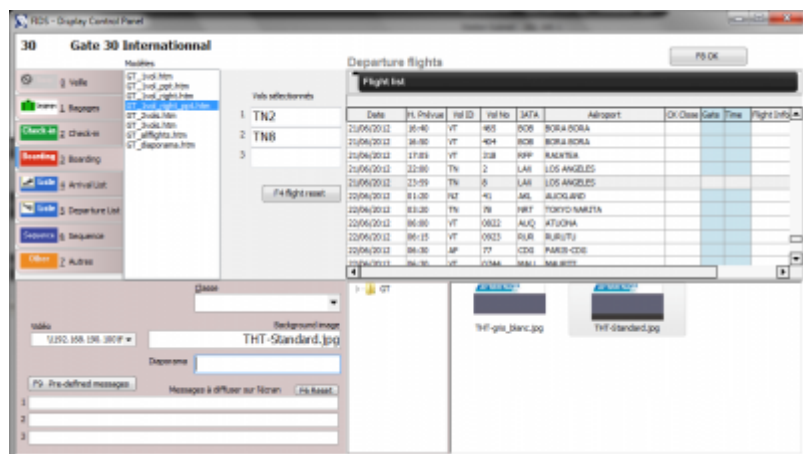 FIDS - Display Control Panel
30 Gate 30 Internationnal
Modèles
GT_1vol.htm
GT_1vol_ppt.htm
GT_1vol_right.htm
GT_1vol_right_ppt.htm
GT_2vols.htm
GT_3vols.htm
GT_allflights.htm
GT_diaporama.htm
0 Veille
1 Bagages
Check-in 2 Check-in
Boarding 3 Boarding
4 Arrival List
5 Departure List
Sequence 6 Sequence
Other 7 Autres
Vols sélectionnés
1 TN2
2 TN8
3
F4 flight reset
Departure flights
F8 OK
Flight list
Date H. Prévue Vol ID Vol No IATA Aéroport CK Close Gate Time Flight Info
21/06/2012 16:40 VT 465 BOB BORA BORA
21/06/2012 16:50 VT 404 BOB BORA BORA
21/06/2012 17:05 VT 218 RFP RAIATEA
21/06/2012 22:00 TN 2 LAX LOS ANGELES
21/06/2012 23:59 TN 8 LAX LOS ANGELES
22/06/2012 01:20 NZ 41 AKL AUCKLAND
22/06/2012 03:20 TN 78 NRT TOKYO NARITA
22/06/2012 06:00 VT 0822 AUQ ATUONA
22/06/2012 06:15 VT 0923 RUR RURUTU
22/06/2012 06:30 AF 77 CDG PARIS-CDG
22/06/2012 06:30 VT
Classe
Vidéo
Background image
THT-Standard.jpg
Diaporama
F9 Pre-defined messages
Messages à diffuser sur l'écran
F6 Reset
1
2
3
GT
THT-gris_blanc.jpg
THT-Standard.jpg